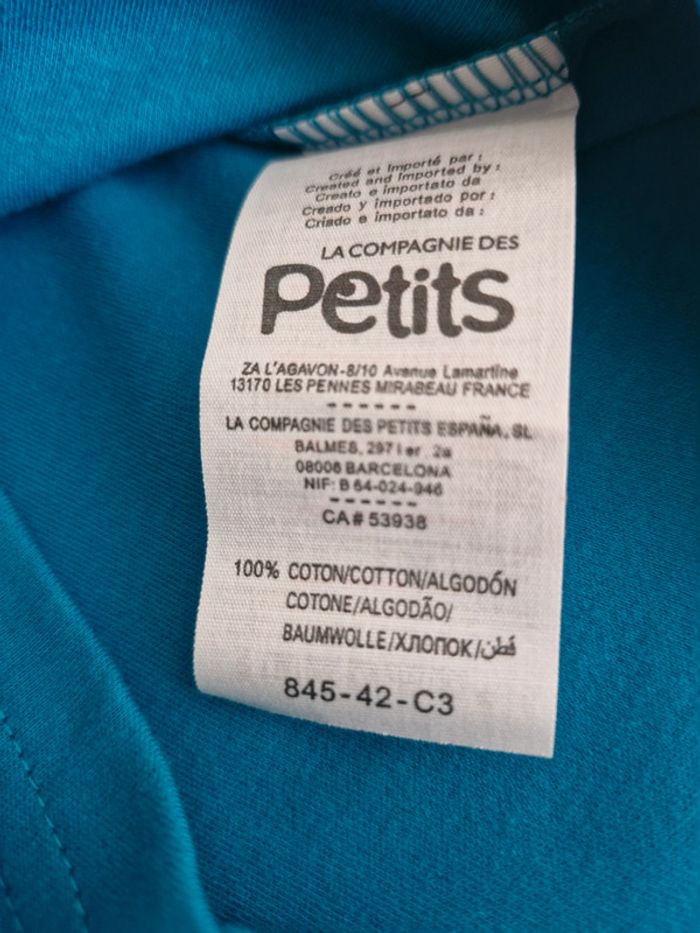 Créé et Importé par :
Created and Imported by :
Creato e importato da
Creado y importado por :
Criado e importado da :
LA COMPAGNIE DES
Petits
ZA L'AGAVON-8/10 Avenue Lamartine
13170 LES PENNES MIRABEAU FRANCE
LA COMPAGNIE DES PETITS ESPAÑA, SL
BALMES, 297 1er . 2a
08006 BARCELONA
NIF: B 64-024-946
CA# 53938
100% COTON/COTTON/ALGODÓN
COTONE/ALGODÃO/
BAUMWOLLE/ХЛОПОК/قطن
845-42-C3